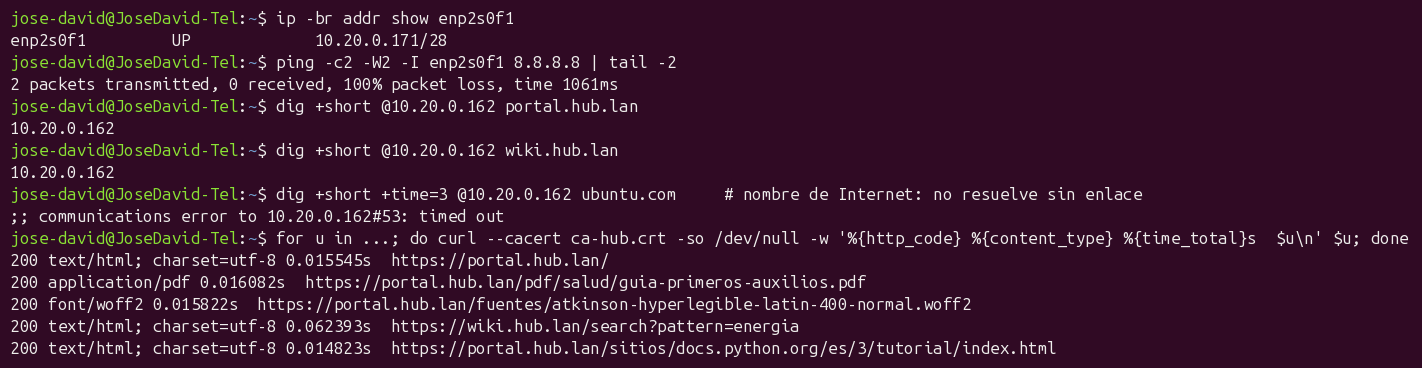 jose-david@JoseDavid-Tel:~$ ip -br addr show enp2s0f1
enp2s0f1         UP             10.20.0.171/28
jose-david@JoseDavid-Tel:~$ ping -c2 -W2 -I enp2s0f1 8.8.8.8 | tail -2
2 packets transmitted, 0 received, 100% packet loss, time 1061ms
jose-david@JoseDavid-Tel:~$ dig +short @10.20.0.162 portal.hub.lan
10.20.0.162
jose-david@JoseDavid-Tel:~$ dig +short @10.20.0.162 wiki.hub.lan
10.20.0.162
jose-david@JoseDavid-Tel:~$ dig +short +time=3 @10.20.0.162 ubuntu.com     # nombre de Internet: no resuelve sin enlace
;; communications error to 10.20.0.162#53: timed out
jose-david@JoseDavid-Tel:~$ for u in ...; do curl --cacert ca-hub.crt -so /dev/null -w '%{http_code} %{content_type} %{time_total}s  $u\n' $u; done
200 text/html; charset=utf-8 0.015545s  https://portal.hub.lan/
200 application/pdf 0.016082s  https://portal.hub.lan/pdf/salud/guia-primeros-auxilios.pdf
200 font/woff2 0.015822s  https://portal.hub.lan/fuentes/atkinson-hyperlegible-latin-400-normal.woff2
200 text/html; charset=utf-8 0.062393s  https://wiki.hub.lan/search?pattern=energia
200 text/html; charset=utf-8 0.014823s  https://portal.hub.lan/sitios/docs.python.org/es/3/tutorial/index.html